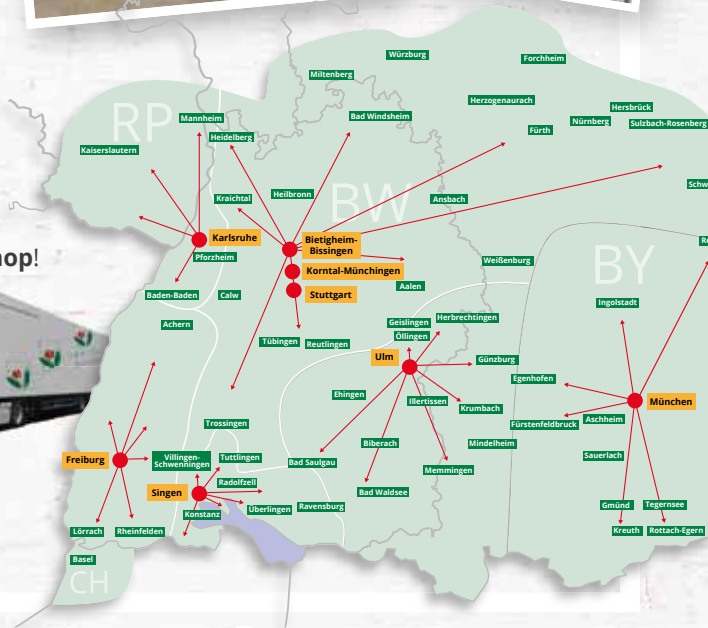 Würzburg
Forchheim
Miltenberg
Herzogenaurach
Hersbrück
Bad Windsheim
Nürnberg
Sulzbach-Rosenberg
Fürth
RP
Mannheim
Heidelberg
Kaiserslautern
Kraichtal
Heilbronn
BW
Ansbach
Schw
Karlsruhe
Bietigheim-
Bissingen
Korntal-Münchingen
Stuttgart
Pforzheim
op!
Weißenburg
BY
Aalen
Baden-Baden
Calw
Ingolstadt
Achern
Geislingen
Herbrechtingen
Öllingen
Tübingen
Reutlingen
Ulm
Günzburg
Egenhofen
Ehingen
Illertissen
Krumbach
München
Aschheim
Fürstenfeldbruck
Trossingen
Biberach
Mindelheim
Sauerlach
Freiburg
Villingen-
Schwenningen
Tuttlingen
Bad Saulgau
Memmingen
Singen
Radolfzell
Bad Waldsee
Konstanz
Überlingen
Ravensburg
Gmünd
Tegernsee
Lörrach
Rheinfelden
Kreuth
Rottach-Egern
Basel
CH